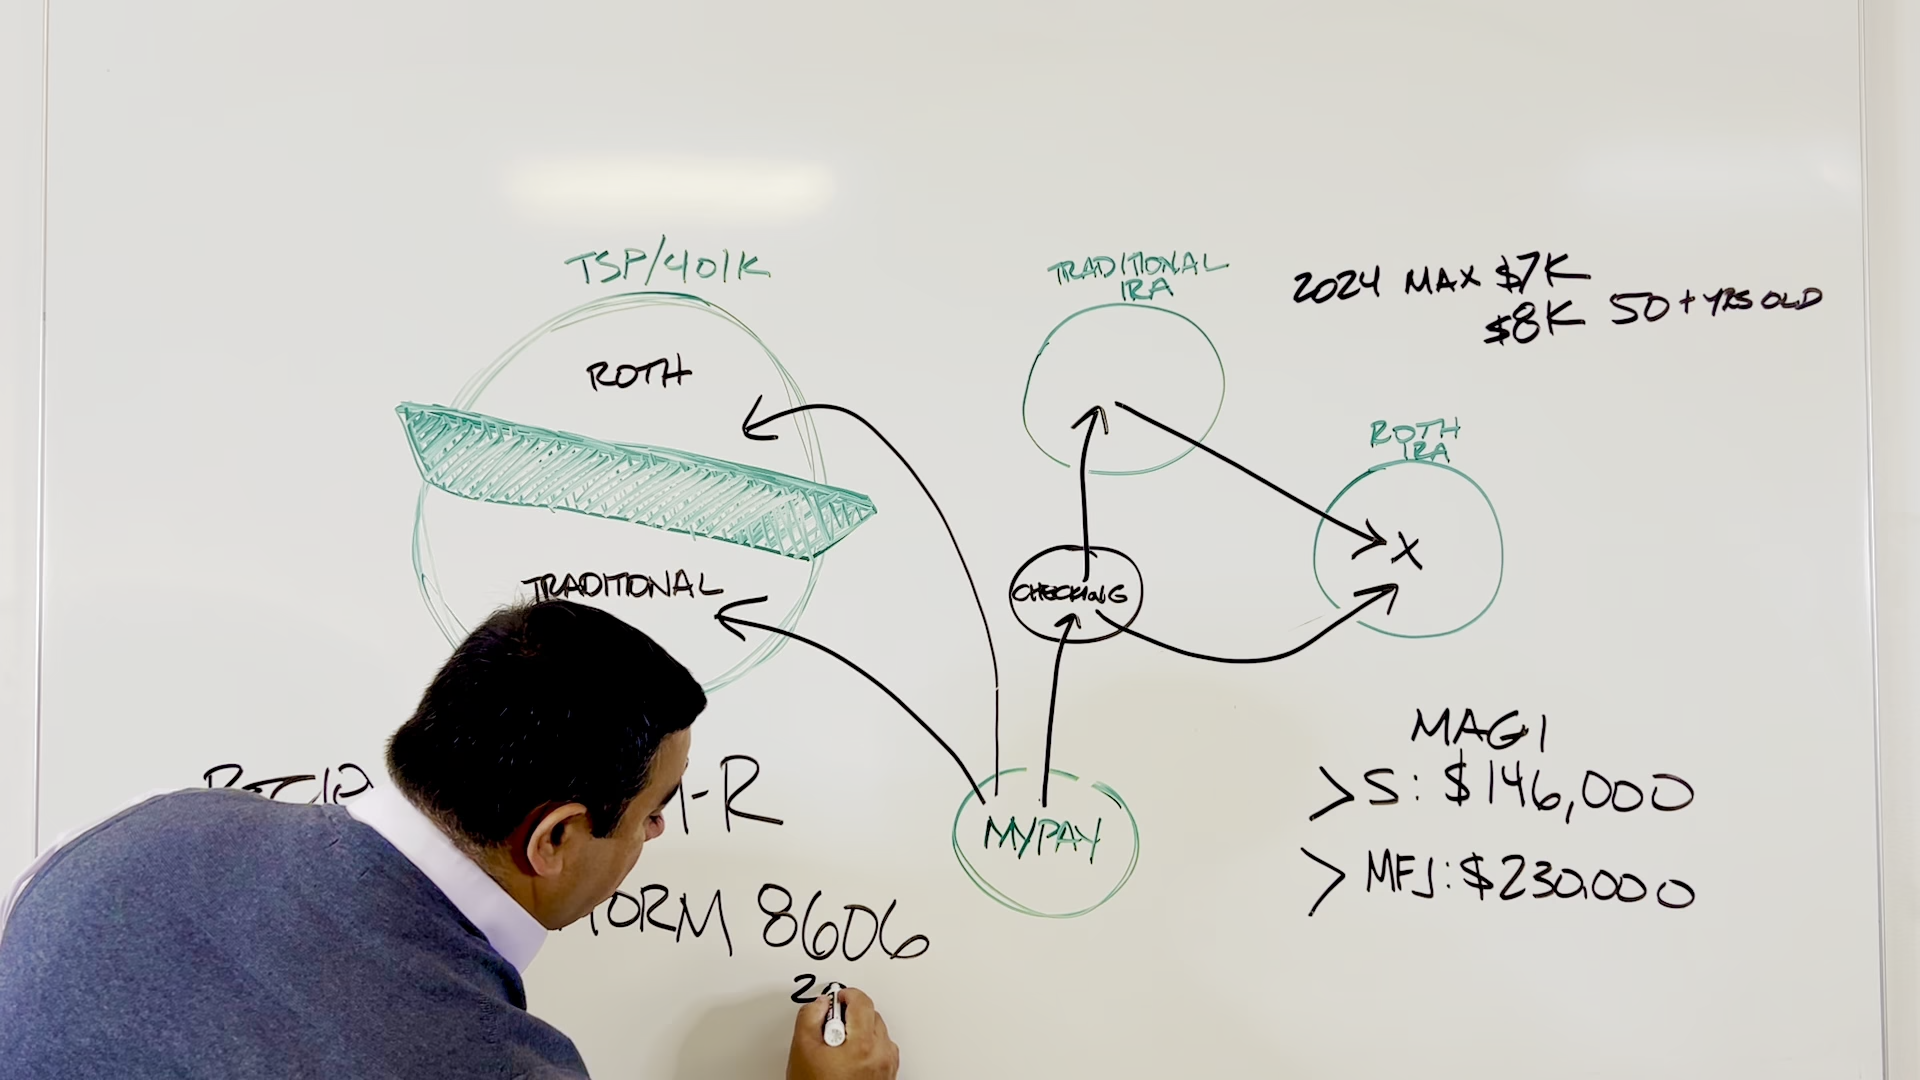 TSP/401K
ROTH
TRADITIONAL
TRADITIONAL
IRA
2024 MAX $7K
$8K 50+ YRS OLD
ROTH
IRA
X
CHECKING
MYPAY
MAGI
>S: $146,000
>MFJ: $230,000
-R
FORM 8606